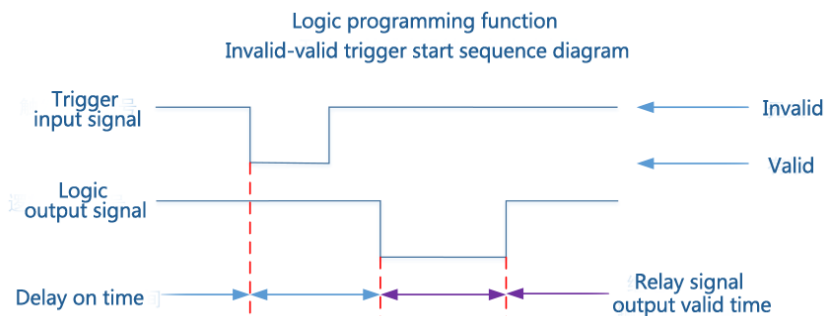 Logic programming function
Invalid-valid trigger start sequence diagram
Trigger
input signal
Invalid
Valid
Logic
output signal
Delay on time
Relay signal
output valid time